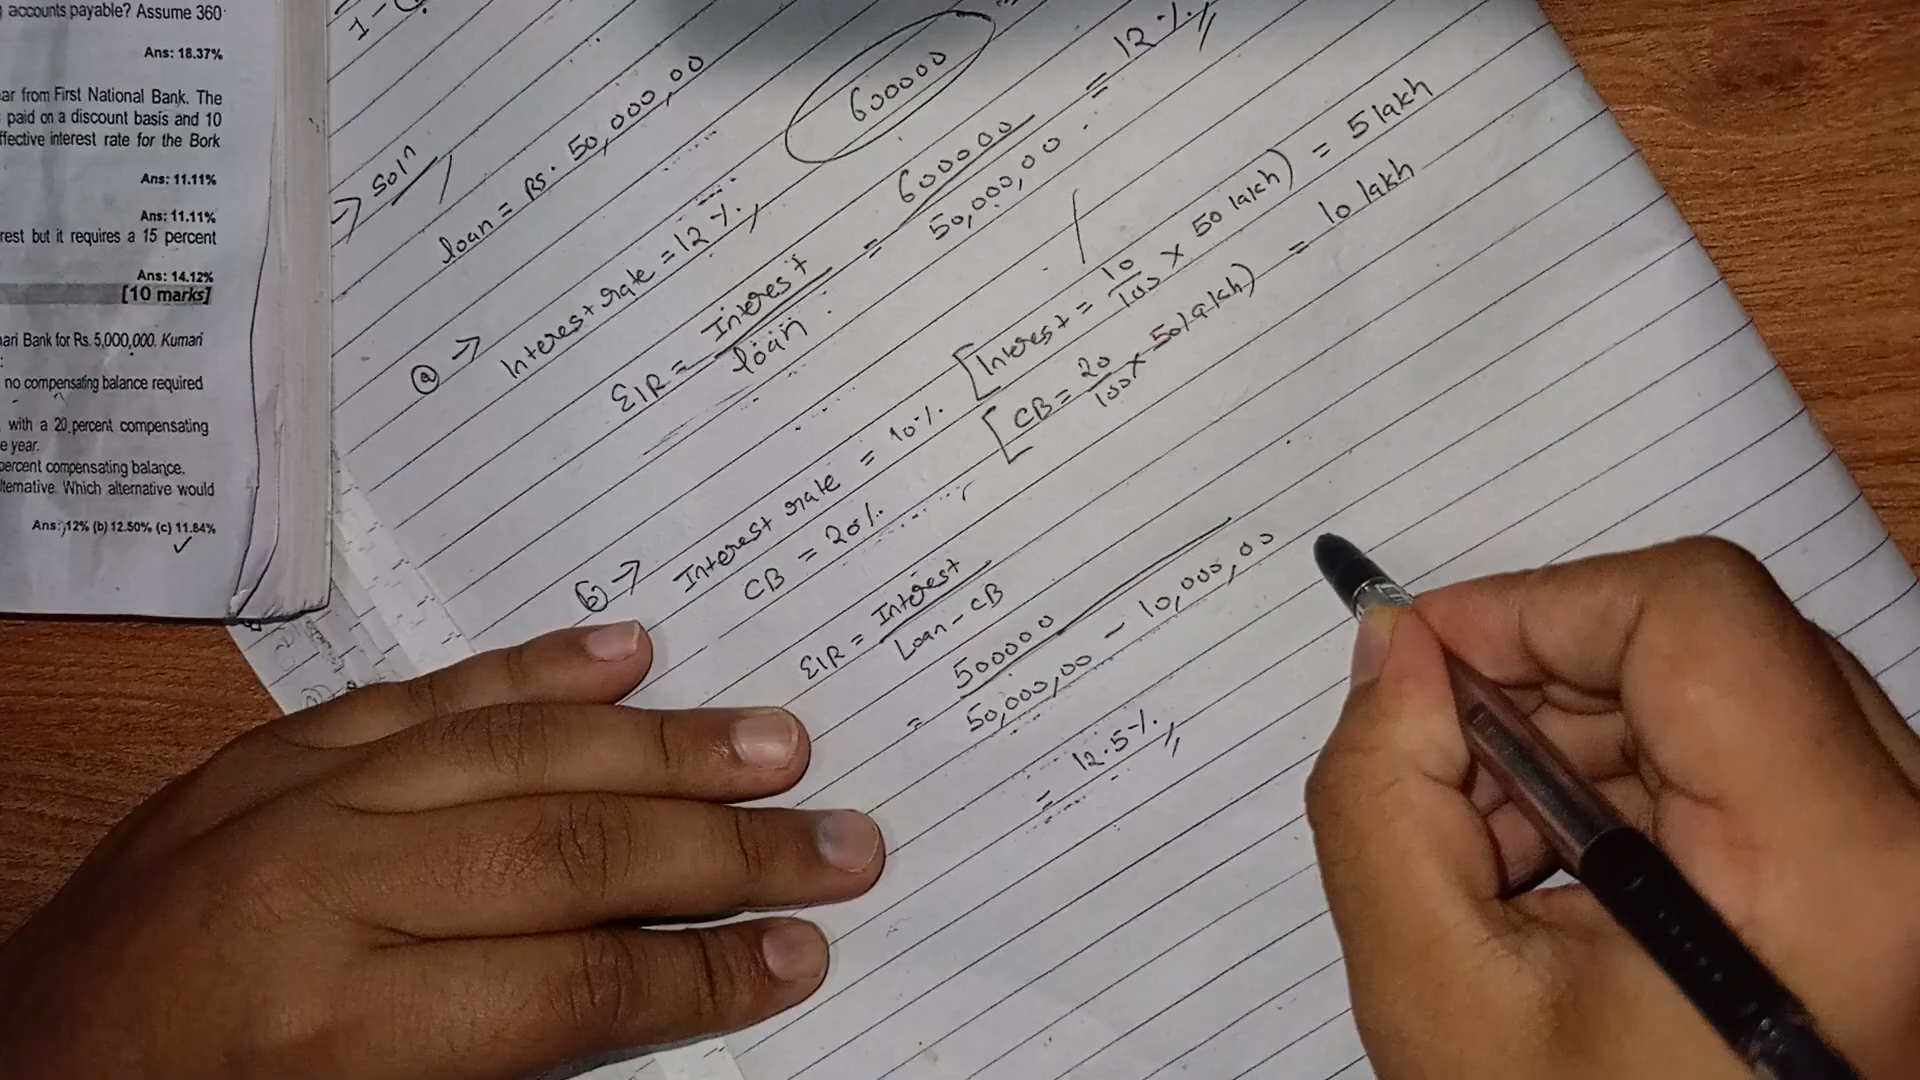 accounts payable? Assume 360
Ans: 18.37%
ar from First National Bank. The
paid on a discount basis and 10
ffective interest rate for the Bork
Ans: 11.11%
Ans: 11.11%
rest but it requires a 15 percent
Ans: 14.12%
[10 marks]
ari Bank for Rs. 5,000,000. Kumari
no compensating balance required
with a 20 percent compensating
e year.
percent compensating balance.
lternative. Which alternative would
Ans: 12% (b) 12.50% (c) 11.84%
1 -
→ Soln
loan = Rs. 50,000,00
600000
a → Interest rate = 12%
EIR = Interest / loan = 600000 / 50,000,00 = 12%
b → Interest rate = 10% [Interest = 10/100 × 50 lakh) = 5 lakh
CB = 20% [CB = 20/100 × 50 lakh) = 10 lakh
EIR = Interest / Loan - CB
= 500000 / 50,000,00 - 10,000,00
= 12.5%